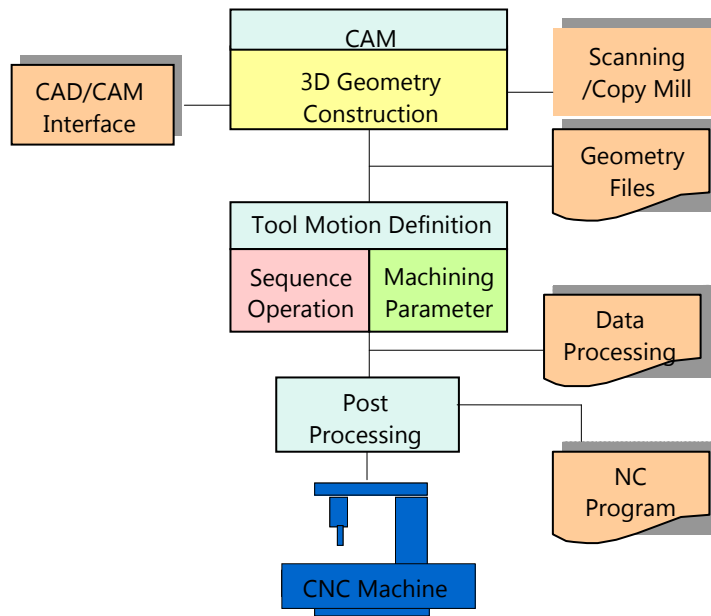 CAM
3D Geometry
Construction
CAD/CAM
Interface
Scanning
/Copy Mill
Geometry
Files
Tool Motion Definition
Sequence
Operation
Machining
Parameter
Data
Processing
Post
Processing
NC
Program
CNC Machine